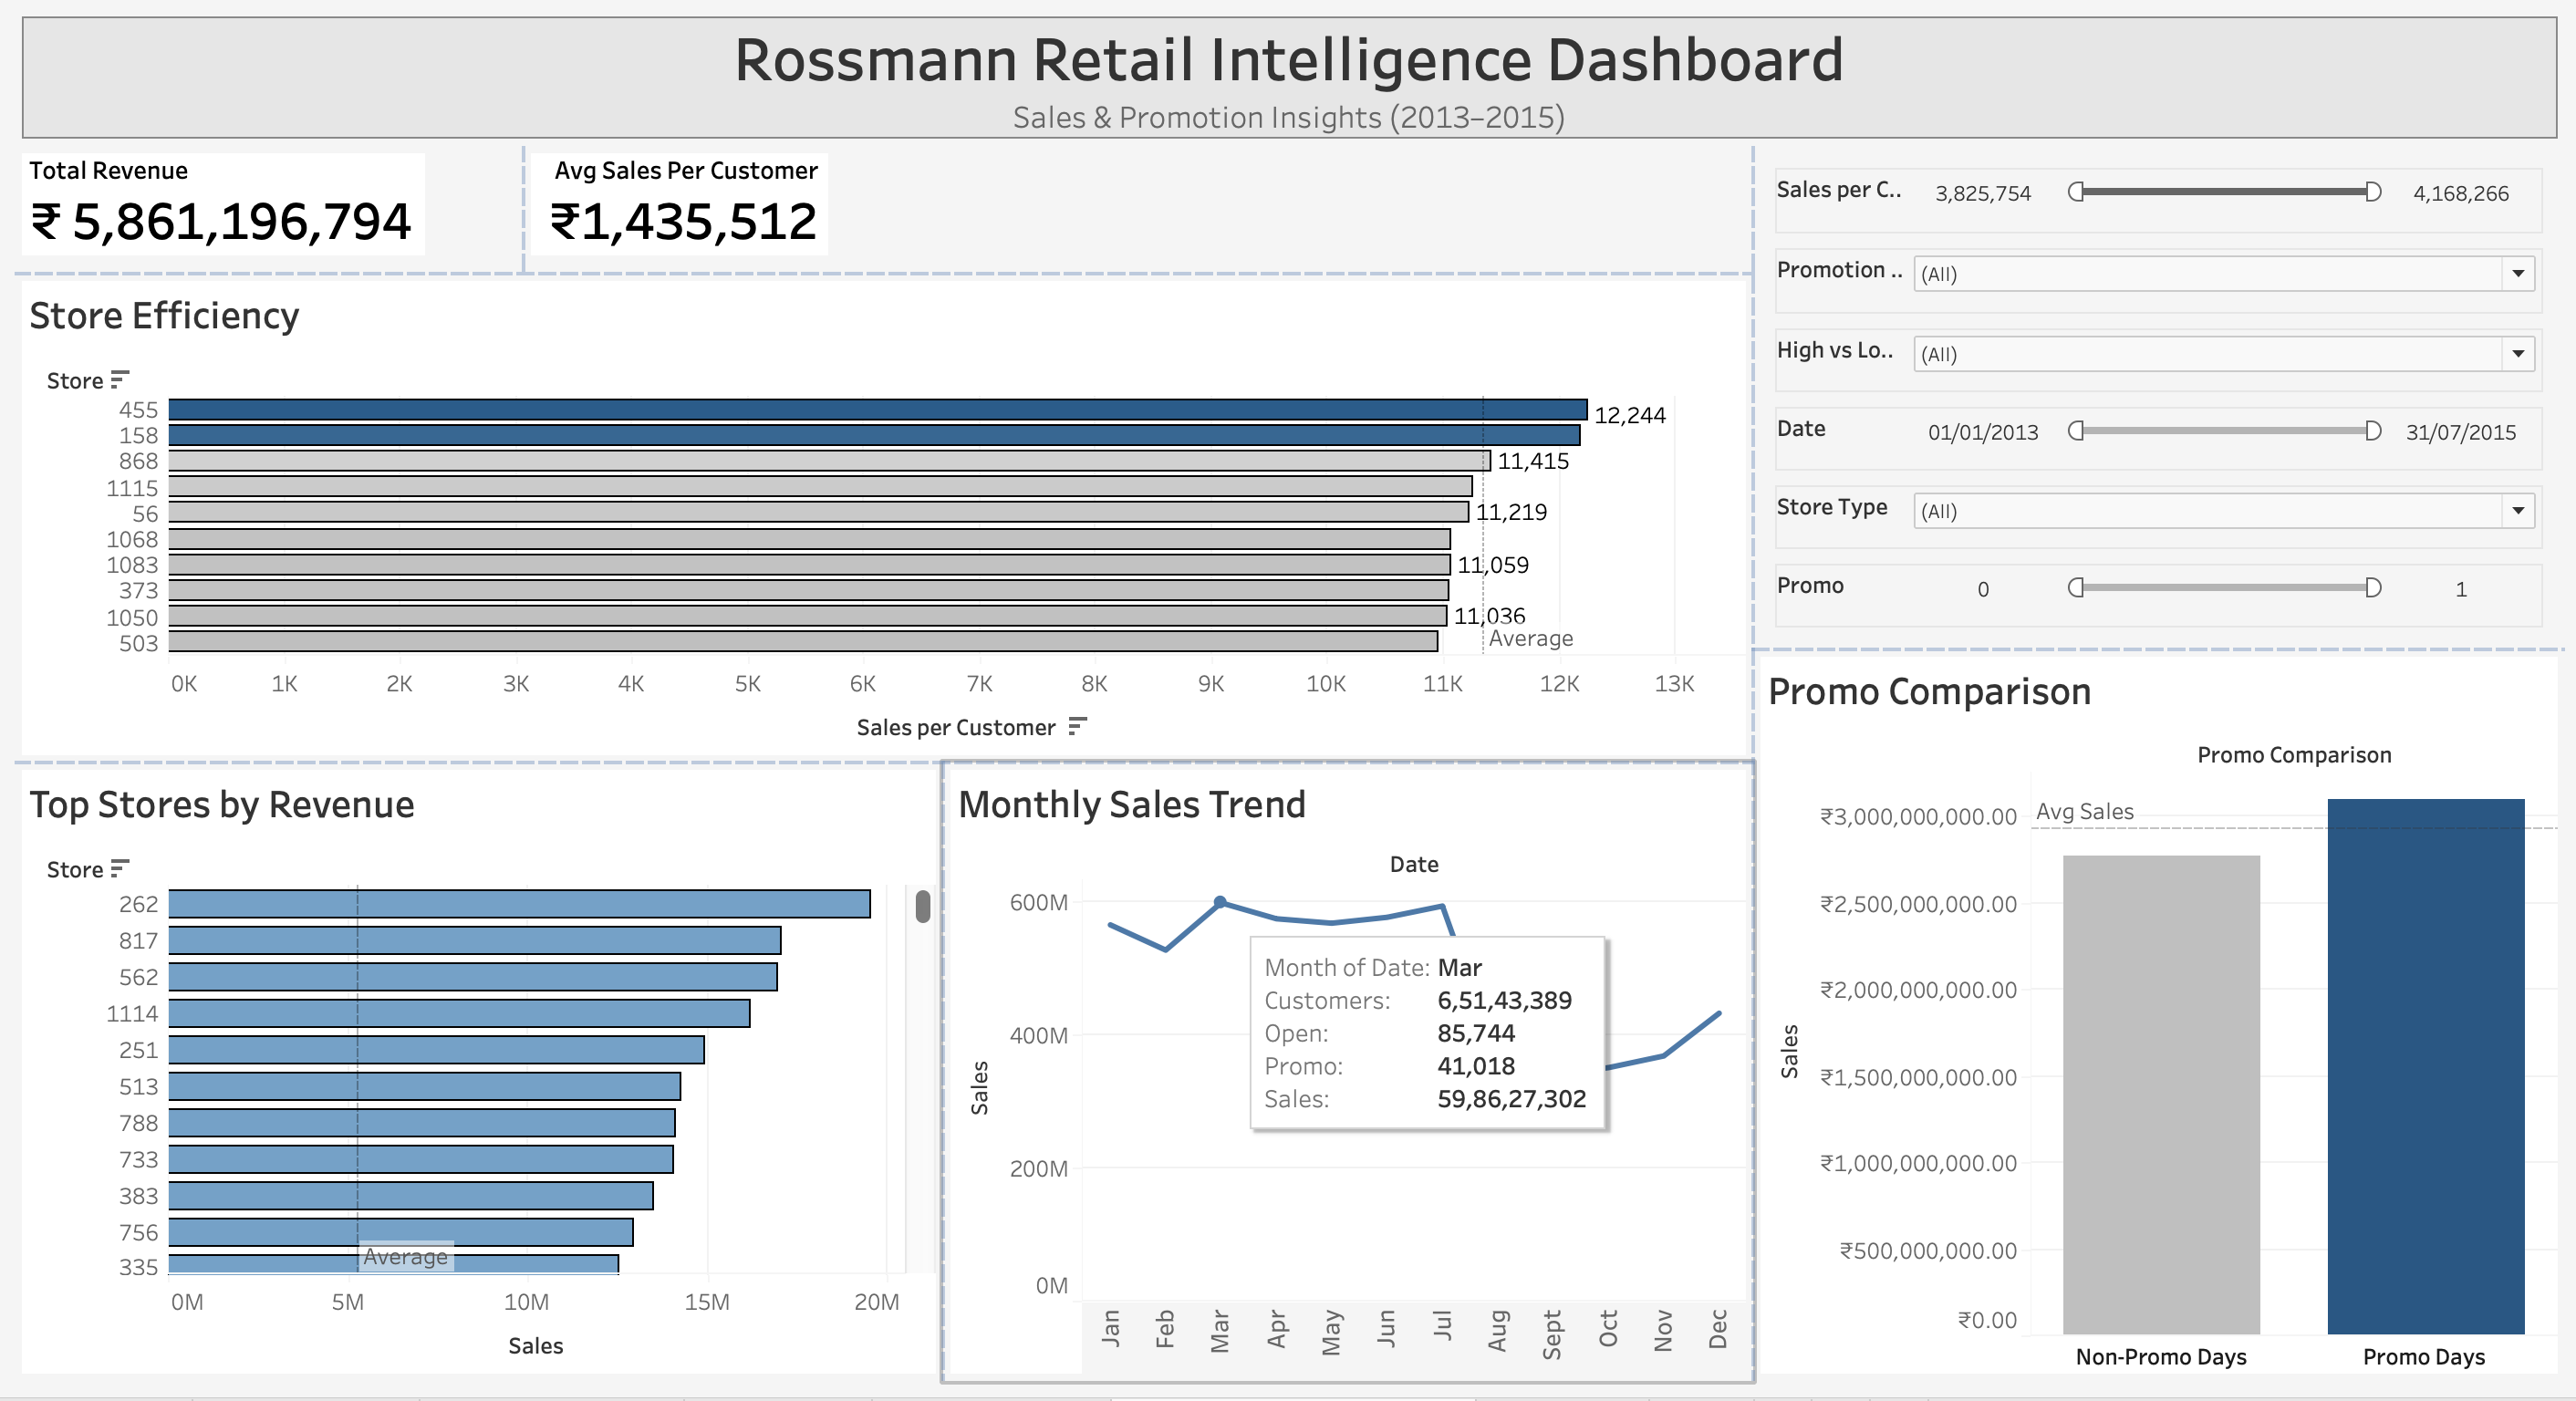 Rossmann Retail Intelligence Dashboard
Sales & Promotion Insights (2013–2015)
Total Revenue
₹ 5,861,196,794
Avg Sales Per Customer
₹1,435,512
Sales per C.. 3,825,754 4,168,266
Promotion .. (All)
High vs Lo.. (All)
Date 01/01/2013 31/07/2015
Store Type (All)
Promo 0 1
Store Efficiency
Store
455 12,244
158
868 11,415
1115
56 11,219
1068
1083 11,059
373
1050 11,036
503
Average
0K 1K 2K 3K 4K 5K 6K 7K 8K 9K 10K 11K 12K 13K
Sales per Customer
Top Stores by Revenue
Store
262
817
562
1114
251
513
788
733
383
756
335
Average
0M 5M 10M 15M 20M
Sales
Monthly Sales Trend
Date
600M
400M
200M
0M
Sales
Month of Date: Mar
Customers: 6,51,43,389
Open: 85,744
Promo: 41,018
Sales: 59,86,27,302
Jan Feb Mar Apr May Jun Jul Aug Sept Oct Nov Dec
Promo Comparison
Promo Comparison
Avg Sales
₹3,000,000,000.00
₹2,500,000,000.00
₹2,000,000,000.00
₹1,500,000,000.00
₹1,000,000,000.00
₹500,000,000.00
₹0.00
Sales
Non-Promo Days Promo Days